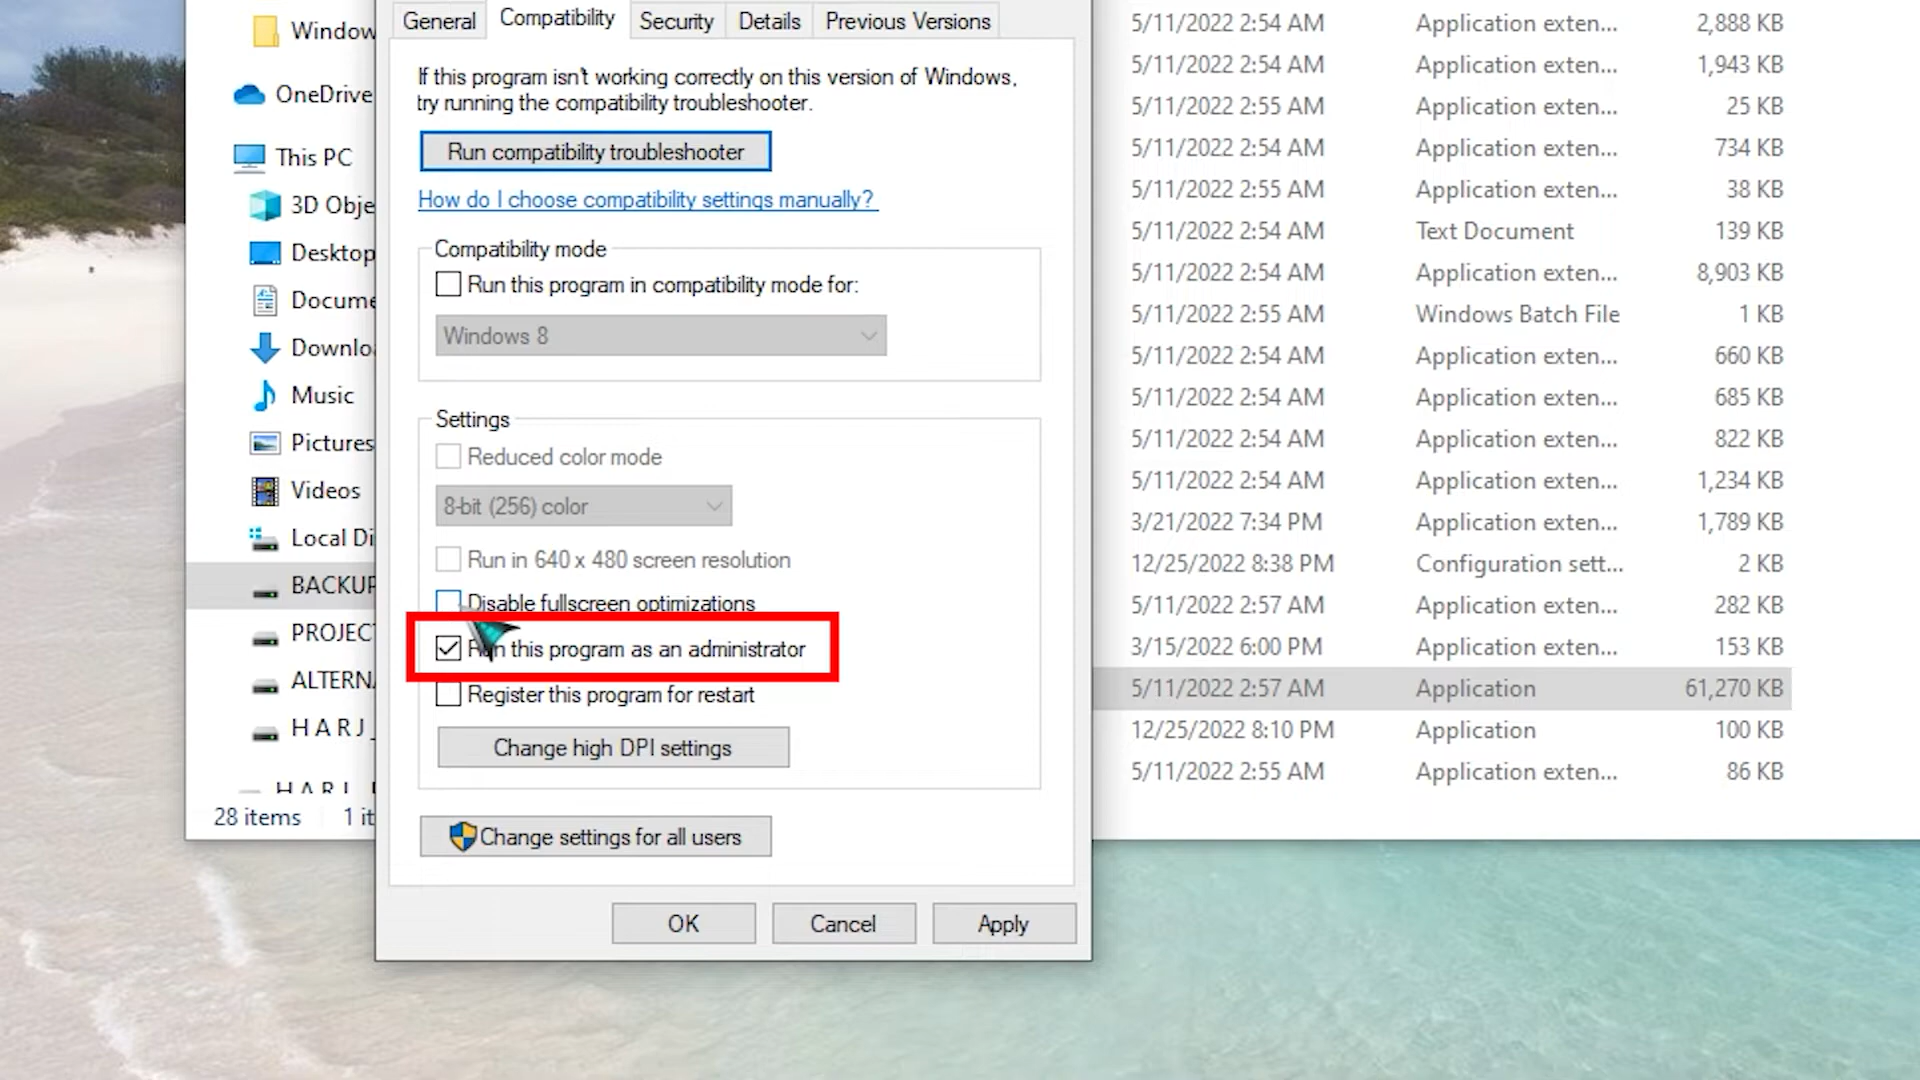 General
Compatibility
Security
Details
Previous Versions
If this program isn't working correctly on this version of Windows,
try running the compatibility troubleshooter.
Run compatibility troubleshooter
How do I choose compatibility settings manually?
Compatibility mode
Run this program in compatibility mode for:
Windows 8
Settings
Reduced color mode
8-bit (256) color
Run in 640 x 480 screen resolution
Disable fullscreen optimizations
Run this program as an administrator
Register this program for restart
Change high DPI settings
Change settings for all users
OK
Cancel
Apply
Window
OneDrive
This PC
3D Obje
Desktop
Docume
Downlo
Music
Pictures
Videos
Local Di
BACKUP
PROJECT
ALTERNA
HARJ_
28 items
1 it
5/11/2022 2:54 AM Application exten... 2,888 KB
5/11/2022 2:54 AM Application exten... 1,943 KB
5/11/2022 2:55 AM Application exten... 25 KB
5/11/2022 2:54 AM Application exten... 734 KB
5/11/2022 2:55 AM Application exten... 38 KB
5/11/2022 2:54 AM Text Document 139 KB
5/11/2022 2:54 AM Application exten... 8,903 KB
5/11/2022 2:55 AM Windows Batch File 1 KB
5/11/2022 2:54 AM Application exten... 660 KB
5/11/2022 2:54 AM Application exten... 685 KB
5/11/2022 2:54 AM Application exten... 822 KB
5/11/2022 2:54 AM Application exten... 1,234 KB
3/21/2022 7:34 PM Application exten... 1,789 KB
12/25/2022 8:38 PM Configuration sett... 2 KB
5/11/2022 2:57 AM Application exten... 282 KB
3/15/2022 6:00 PM Application exten... 153 KB
5/11/2022 2:57 AM Application 61,270 KB
12/25/2022 8:10 PM Application 100 KB
5/11/2022 2:55 AM Application exten... 86 KB